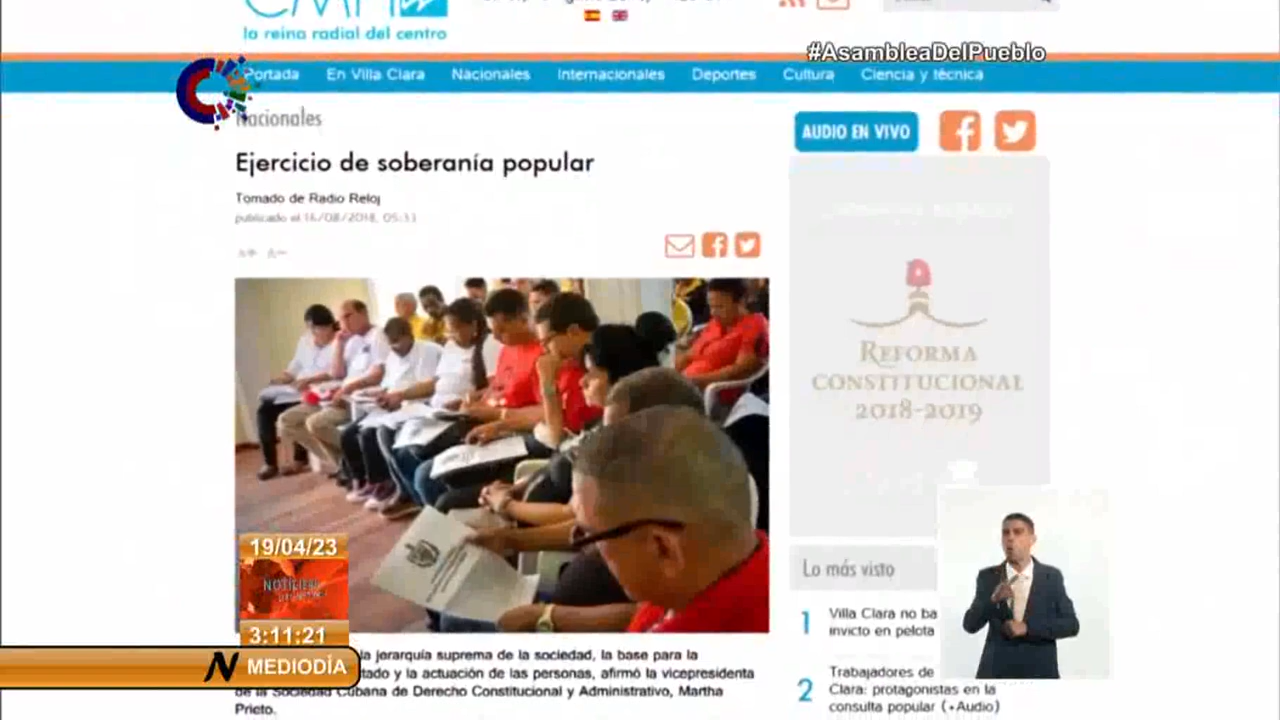 la reina radial del centro
#AsambleaDelPueblo
Portada En Villa Clara Nacionales Internacionales Deportes Cultura Ciencia y técnica
Nacionales
AUDIO EN VIVO
Ejercicio de soberanía popular
Tomado de Radio Reloj
publicado el 16/08/2018, 05:33
REFORMA
CONSTITUCIONAL
2018-2019
19/04/23
3:11:21
N MEDIODÍA
la jerarquía suprema de la sociedad, la base para la
tado y la actuación de las personas, afirmó la vicepresidenta
de la Sociedad Cubana de Derecho Constitucional y Administrativo, Martha
Prieto.
Lo más visto
1 Villa Clara no ba
invicto en pelota
2 Trabajadores de
Clara: protagonistas en la
consulta popular (+Audio)